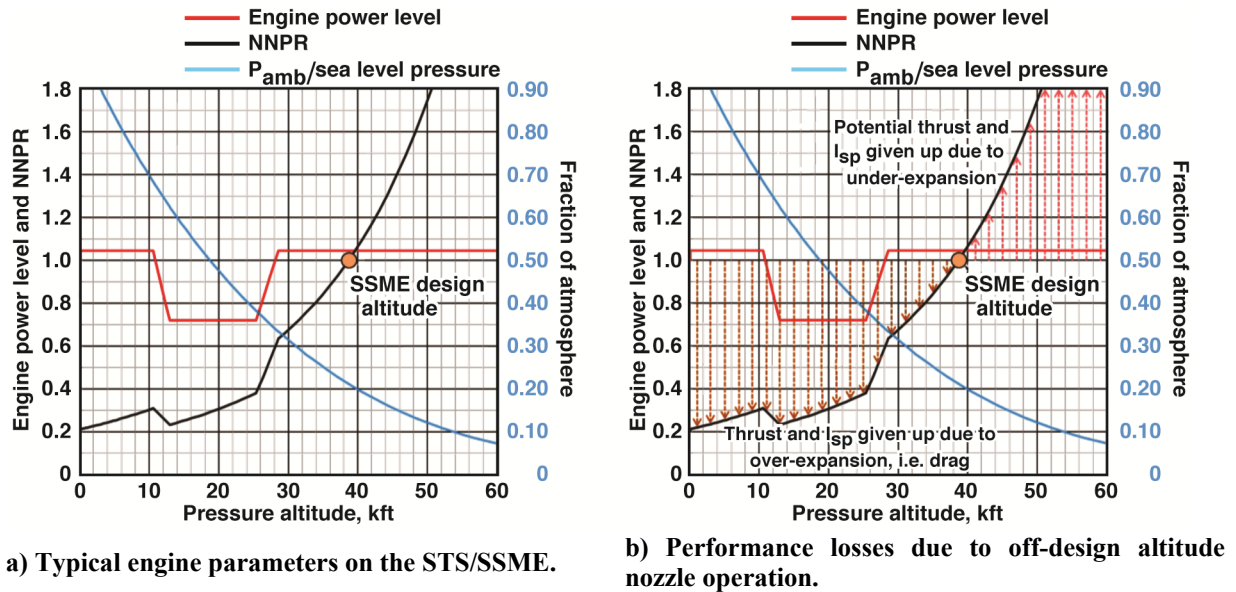 Engine power level
NNPR
P_amb/sea level pressure
1.8
1.6
1.4
1.2
1.0
0.8
0.6
0.4
0.2
0
Engine power level and NNPR
0.90
0.80
0.70
0.60
0.50
0.40
0.30
0.20
0.10
0
Fraction of atmosphere
SSME design
altitude
0 10 20 30 40 50 60
Pressure altitude, kft
a) Typical engine parameters on the STS/SSME.
Engine power level
NNPR
P_amb/sea level pressure
1.8
1.6
1.4
1.2
1.0
0.8
0.6
0.4
0.2
0
Engine power level and NNPR
0.90
0.80
0.70
0.60
0.50
0.40
0.30
0.20
0.10
0
Fraction of atmosphere
Potential thrust and
I_sp given up due to
under-expansion
SSME design
altitude
Thrust and I_sp given up due to
over-expansion, i.e. drag
0 10 20 30 40 50 60
Pressure altitude, kft
b) Performance losses due to off-design altitude
nozzle operation.